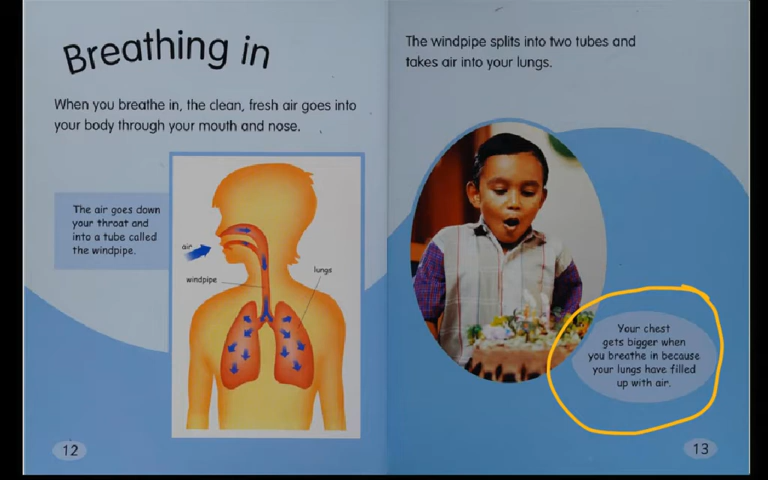 Breathing in
When you breathe in, the clean, fresh air goes into
your body through your mouth and nose.
The air goes down
your throat and
into a tube called
the windpipe.
air
windpipe
lungs
12
The windpipe splits into two tubes and
takes air into your lungs.
Your chest
gets bigger when
you breathe in because
your lungs have filled
up with air.
13